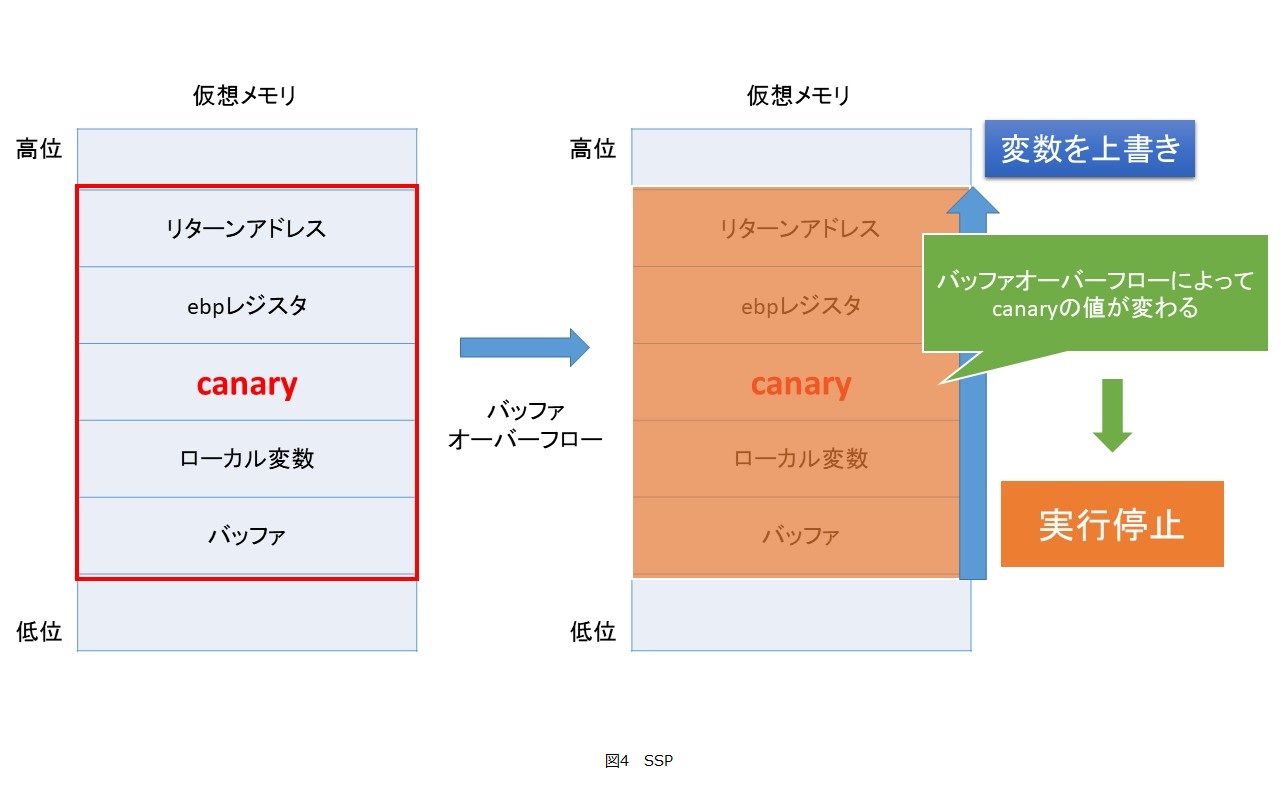 仮想メモリ
高位
リターンアドレス
ebpレジスタ
canary
ローカル変数
バッファ
低位
バッファ
オーバーフロー
仮想メモリ
高位
リターンアドレス
ebpレジスタ
canary
ローカル変数
バッファ
低位
変数を上書き
バッファオーバーフローによって
canaryの値が変わる
実行停止
図4　SSP